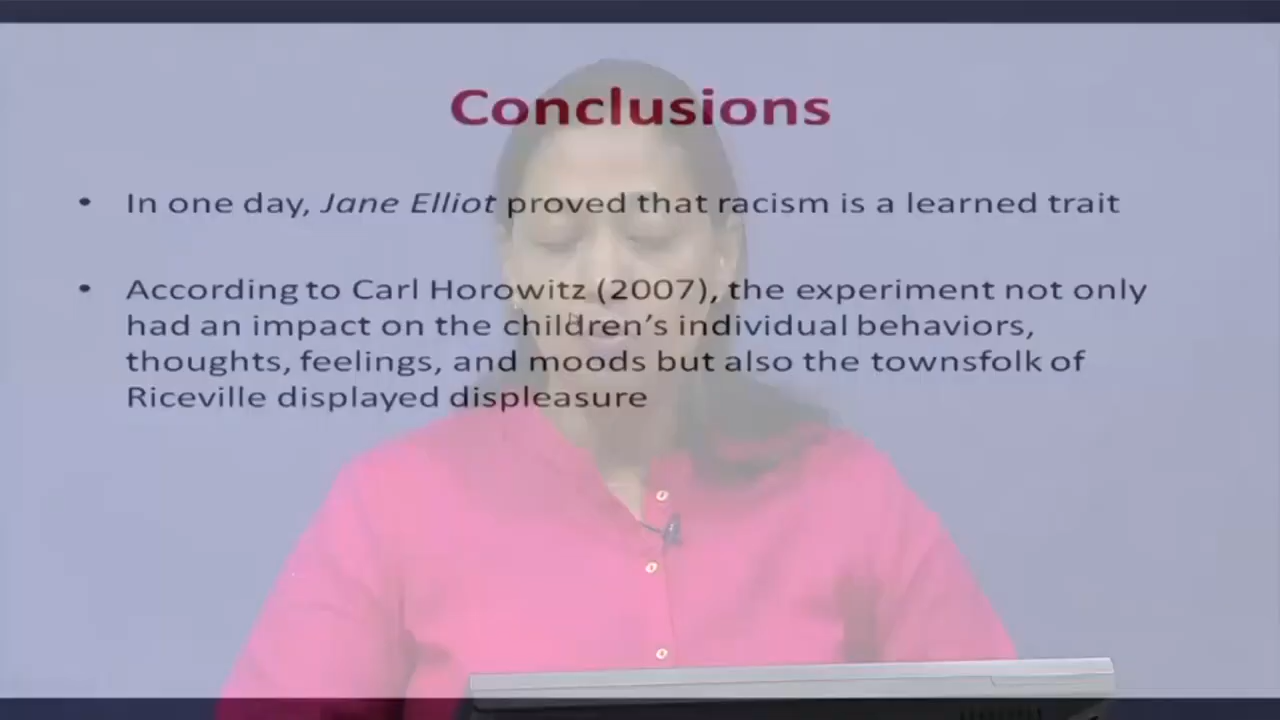 Conclusions
• In one day, Jane Elliot proved that racism is a learned trait
• According to Carl Horowitz (2007), the experiment not only
had an impact on the children’s individual behaviors,
thoughts, feelings, and moods but also the townsfolk of
Riceville displayed displeasure